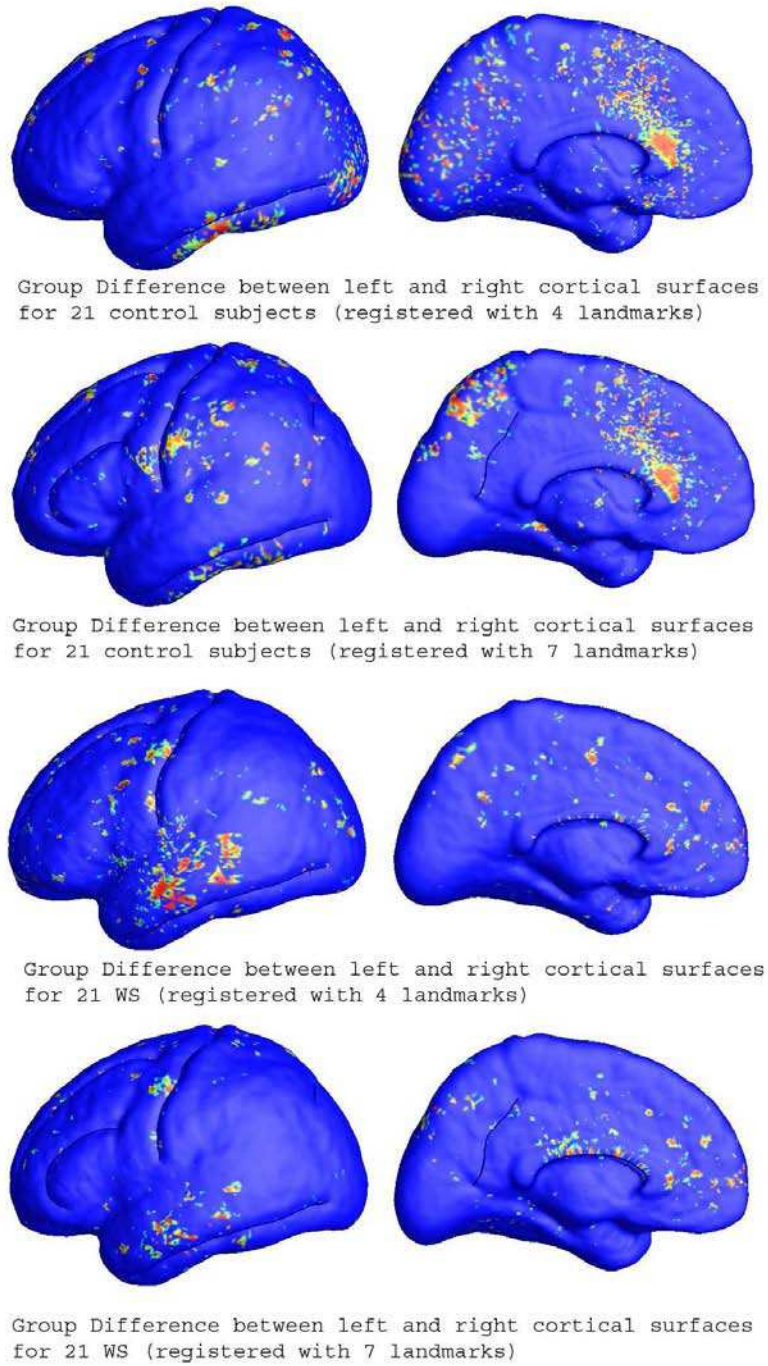 Group Difference between left and right cortical surfaces
for 21 control subjects (registered with 4 landmarks)
Group Difference between left and right cortical surfaces
for 21 control subjects (registered with 7 landmarks)
Group Difference between left and right cortical surfaces
for 21 WS (registered with 4 landmarks)
Group Difference between left and right cortical surfaces
for 21 WS (registered with 7 landmarks)